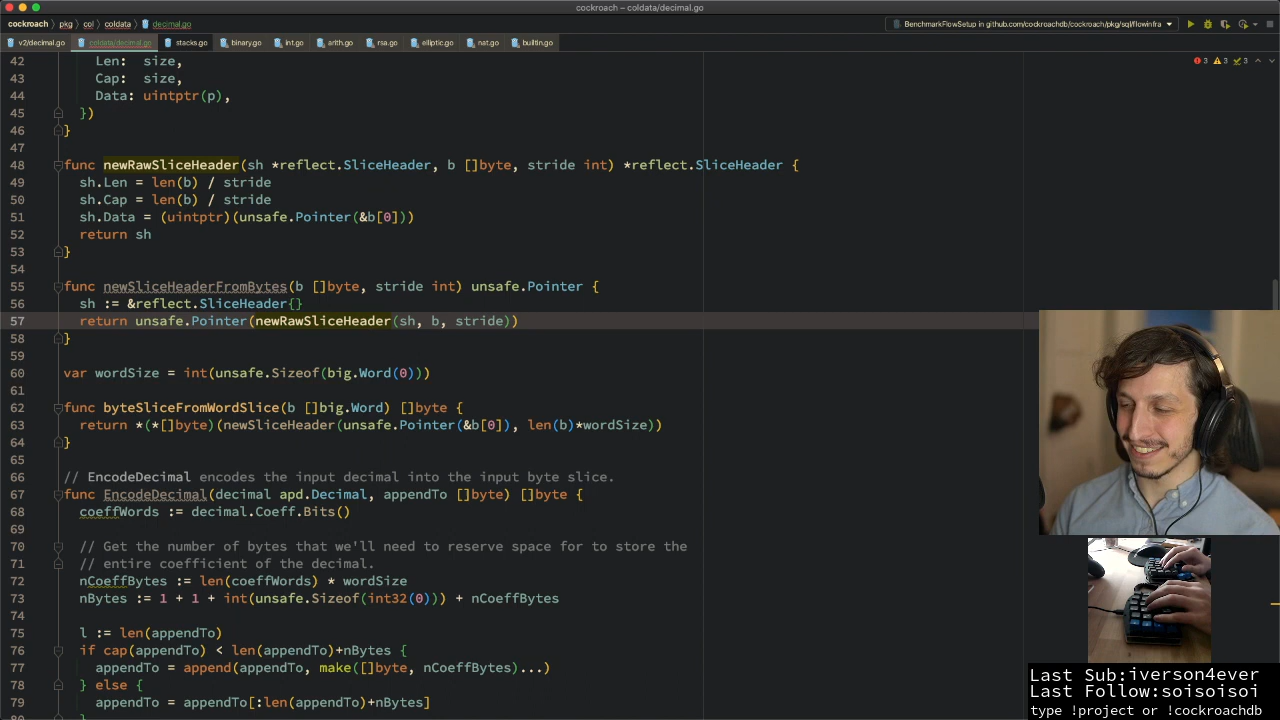 cockroach – coldata/decimal.go
cockroach › pkg › col › coldata › decimal.go
BenchmarkFlowSetup in github.com/cockroachdb/cockroach/pkg/sql/flowinfra
v2/decimal.go coldata/decimal.go stacks.go binary.go int.go arith.go rsa.go elliptic.go nat.go builtin.go
3 3 3
42 Len: size,
43 Cap: size,
44 Data: uintptr(p),
45 })
46 }
47
48 func newRawSliceHeader(sh *reflect.SliceHeader, b []byte, stride int) *reflect.SliceHeader {
49 sh.Len = len(b) / stride
50 sh.Cap = len(b) / stride
51 sh.Data = (uintptr)(unsafe.Pointer(&b[0]))
52 return sh
53 }
54
55 func newSliceHeaderFromBytes(b []byte, stride int) unsafe.Pointer {
56 sh := &reflect.SliceHeader{}
57 return unsafe.Pointer(newRawSliceHeader(sh, b, stride))
58 }
59
60 var wordSize = int(unsafe.Sizeof(big.Word(0)))
61
62 func byteSliceFromWordSlice(b []big.Word) []byte {
63 return *(*[]byte)(newSliceHeader(unsafe.Pointer(&b[0]), len(b)*wordSize))
64 }
65
66 // EncodeDecimal encodes the input decimal into the input byte slice.
67 func EncodeDecimal(decimal apd.Decimal, appendTo []byte) []byte {
68 coeffWords := decimal.Coeff.Bits()
69
70 // Get the number of bytes that we'll need to reserve space for to store the
71 // entire coefficient of the decimal.
72 nCoeffBytes := len(coeffWords) * wordSize
73 nBytes := 1 + 1 + int(unsafe.Sizeof(int32(0))) + nCoeffBytes
74
75 l := len(appendTo)
76 if cap(appendTo) < len(appendTo)+nBytes {
77 appendTo = append(appendTo, make([]byte, nCoeffBytes)...)
78 } else {
79 appendTo = appendTo[:len(appendTo)+nBytes]
Last Sub:iverson4ever
Last Follow:soisoisoi
type !project or !cockroachdb